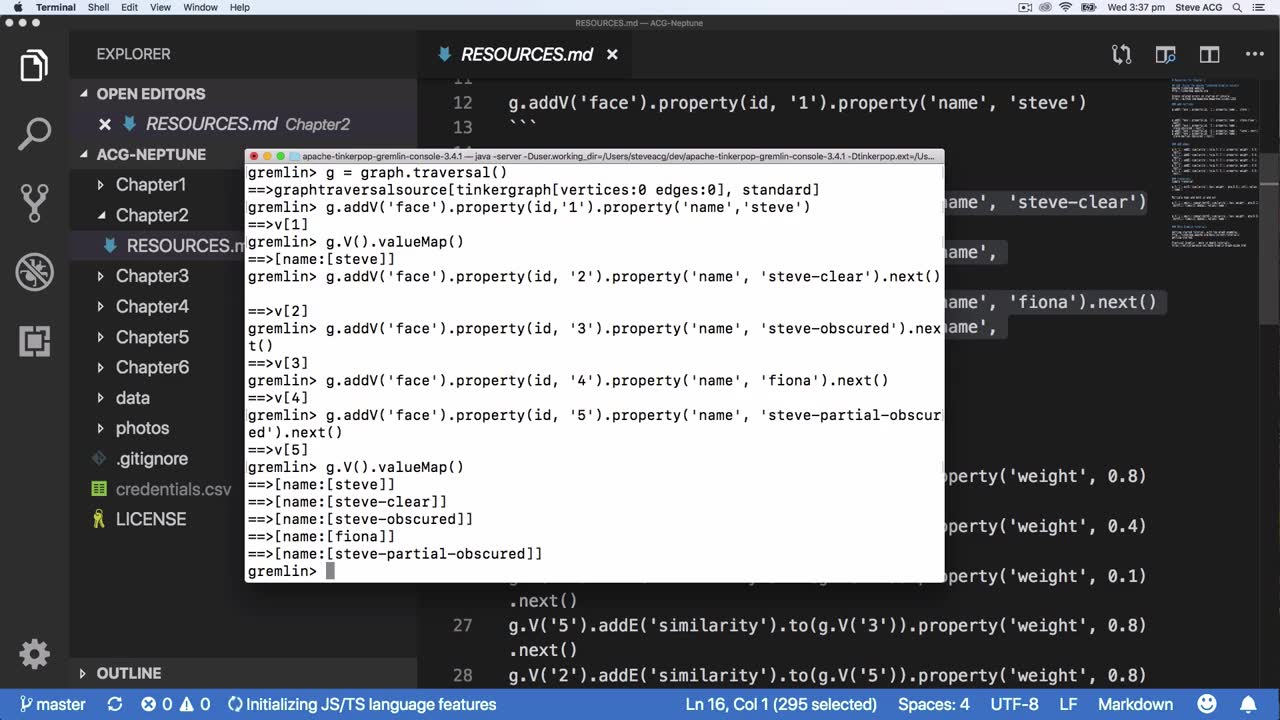 Terminal Shell Edit View Window Help Wed 3:37 pm Steve ACG
RESOURCES.md — ACG-Neptune
EXPLORER
RESOURCES.md
OPEN EDITORS
RESOURCES.md Chapter2
ACG-NEPTUNE
Chapter1
Chapter2
RESOURCES.m
Chapter3
Chapter4
Chapter5
Chapter6
data
photos
.gitignore
credentials.csv
LICENSE
OUTLINE
11
12 g.addV('face').property(id, '1').property('name', 'steve')
13 ```
apache-tinkerpop-gremlin-console-3.4.1 — java -server -Duser.working_dir=/Users/steveacg/dev/apache-tinkerpop-gremlin-console-3.4.1 -Dtinkerpop.ext=/Us...
gremlin> g = graph.traversal()
==>graphtraversalsource[tinkergraph[vertices:0 edges:0], standard]
gremlin> g.addV('face').property(id,'1').property('name','steve')
==>v[1]
gremlin> g.V().valueMap()
==>[name:[steve]]
gremlin> g.addV('face').property(id, '2').property('name', 'steve-clear').next()
==>v[2]
gremlin> g.addV('face').property(id, '3').property('name', 'steve-obscured').nex
t()
==>v[3]
gremlin> g.addV('face').property(id, '4').property('name', 'fiona').next()
==>v[4]
gremlin> g.addV('face').property(id, '5').property('name', 'steve-partial-obscur
ed').next()
==>v[5]
gremlin> g.V().valueMap()
==>[name:[steve]]
==>[name:[steve-clear]]
==>[name:[steve-obscured]]
==>[name:[fiona]]
==>[name:[steve-partial-obscured]]
gremlin>
name', 'steve-clear')
name',
name', 'fiona').next()
name',
property('weight', 0.8)
property('weight', 0.4)
property('weight', 0.1)
.next()
27 g.V('5').addE('similarity').to(g.V('3')).property('weight', 0.8)
.next()
28 g.V('2').addE('similarity').to(g.V('5')).property('weight', 0.8)
master 0 0 Initializing JS/TS language features Ln 16, Col 1 (295 selected) Spaces: 4 UTF-8 LF Markdown